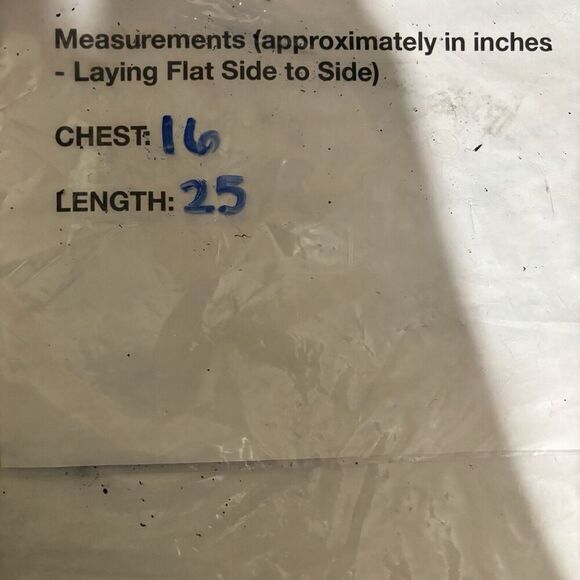 Measurements (approximately in inches
- Laying Flat Side to Side)
CHEST: 16
LENGTH: 25